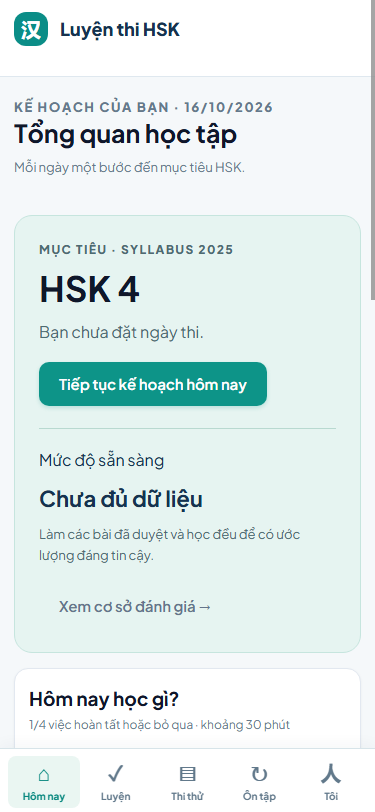 汉 Luyện thi HSK
KẾ HOẠCH CỦA BẠN · 16/10/2026
Tổng quan học tập
Mỗi ngày một bước đến mục tiêu HSK.
MỤC TIÊU · SYLLABUS 2025
HSK 4
Bạn chưa đặt ngày thi.
Tiếp tục kế hoạch hôm nay
Mức độ sẵn sàng
Chưa đủ dữ liệu
Làm các bài đã duyệt và học đều để có ước
lượng đáng tin cậy.
Xem cơ sở đánh giá →
Hôm nay học gì?
1/4 việc hoàn tất hoặc bỏ qua · khoảng 30 phút
⌂ ✓ ▤ ↻ 人
Hôm nay Luyện Thi thử Ôn tập Tôi